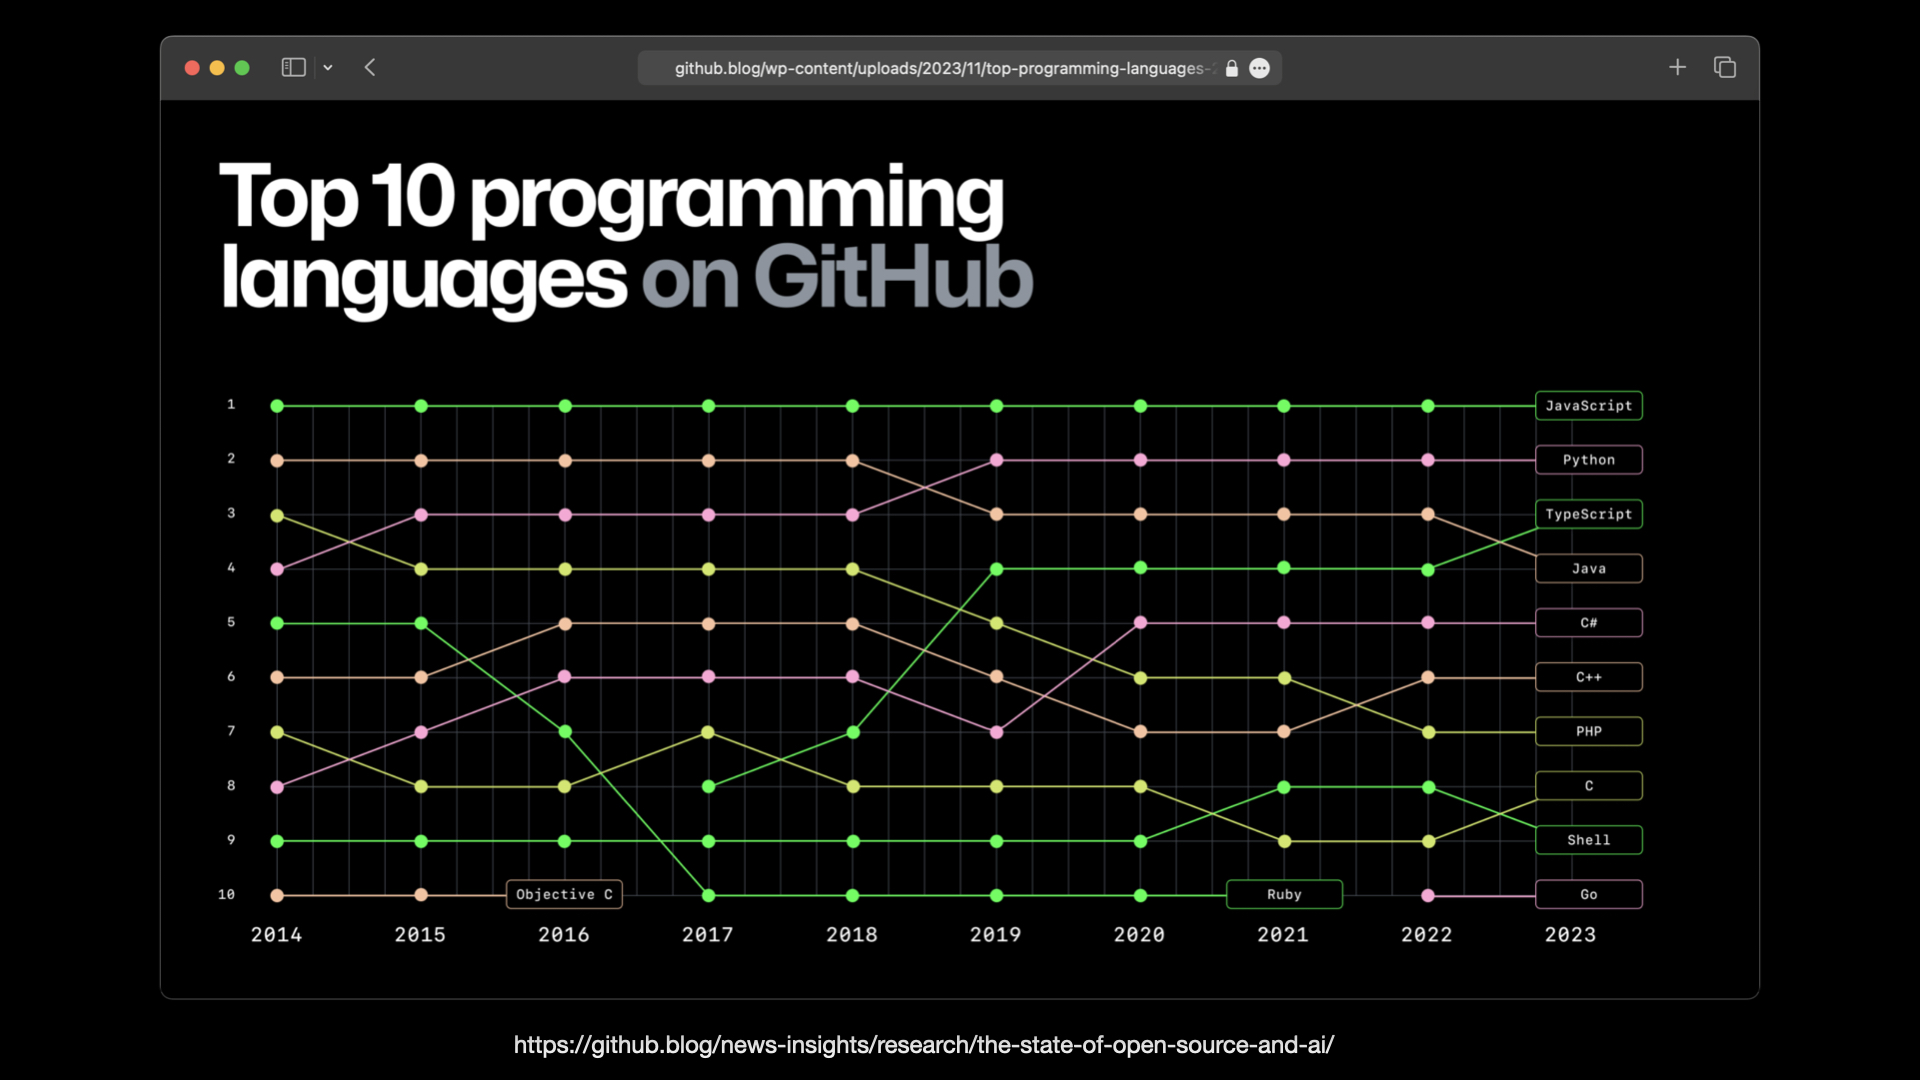 github.blog/wp-content/uploads/2023/11/top-programming-languages-
Top 10 programming
languages on GitHub
1
2
3
4
5
6
7
8
9
10
JavaScript
Python
TypeScript
Java
C#
C++
PHP
C
Shell
Objective C
Ruby
Go
2014
2015
2016
2017
2018
2019
2020
2021
2022
2023
https://github.blog/news-insights/research/the-state-of-open-source-and-ai/